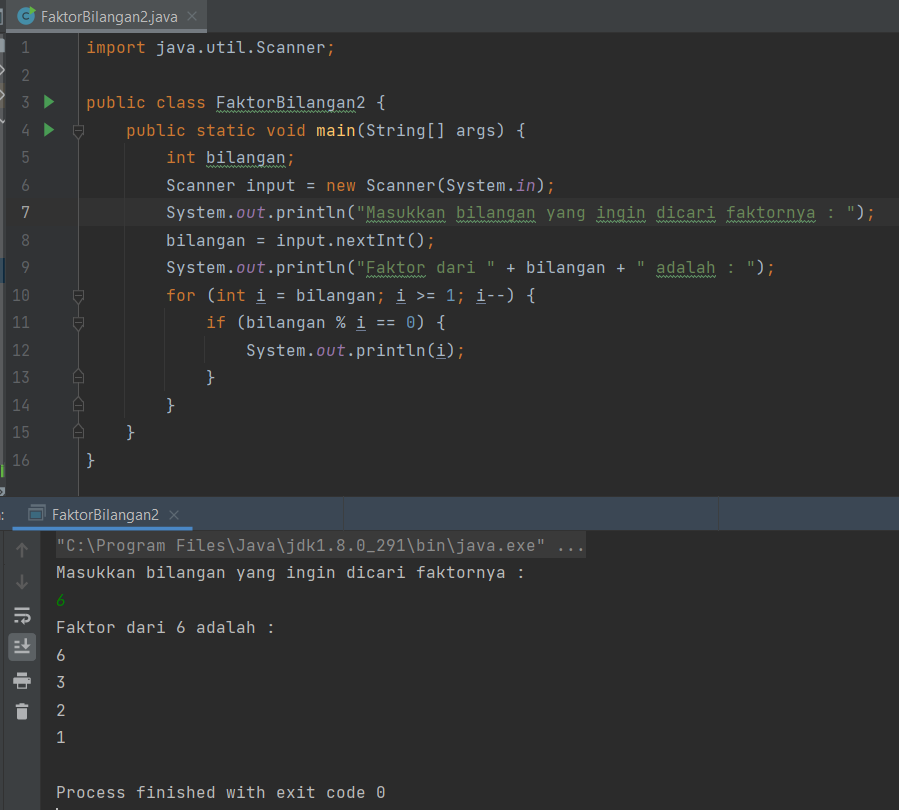 FaktorBilangan2.java
1 import java.util.Scanner;
2
3 public class FaktorBilangan2 {
4 public static void main(String[] args) {
5 int bilangan;
6 Scanner input = new Scanner(System.in);
7 System.out.println("Masukkan bilangan yang ingin dicari faktornya : ");
8 bilangan = input.nextInt();
9 System.out.println("Faktor dari " + bilangan + " adalah : ");
10 for (int i = bilangan; i >= 1; i--) {
11 if (bilangan % i == 0) {
12 System.out.println(i);
13 }
14 }
15 }
16 }
FaktorBilangan2
"C:\Program Files\Java\jdk1.8.0_291\bin\java.exe" ...
Masukkan bilangan yang ingin dicari faktornya :
6
Faktor dari 6 adalah :
6
3
2
1
Process finished with exit code 0